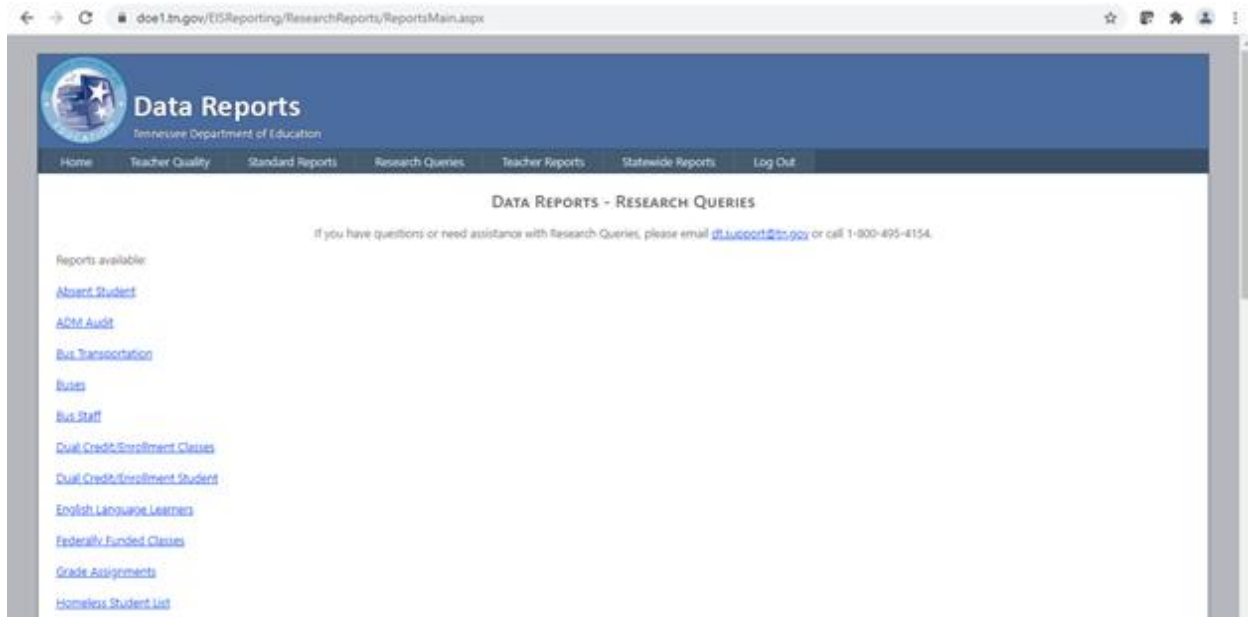 doe1.tn.gov/EISReporting/ResearchReports/ReportsMain.aspx
EDUCATION
Data Reports
Tennessee Department of Education
Home Teacher Quality Standard Reports Research Queries Teacher Reports Statewide Reports Log Out
DATA REPORTS - RESEARCH QUERIES
If you have questions or need assistance with Research Queries, please email dt.support@tn.gov or call 1-800-495-4154.
Reports available:
Absent Student
ADM Audit
Bus Transportation
Buses
Bus Staff
Dual Credit/Enrollment Classes
Dual Credit/Enrollment Student
English Language Learners
Federally Funded Classes
Grade Assignments
Homeless Student List